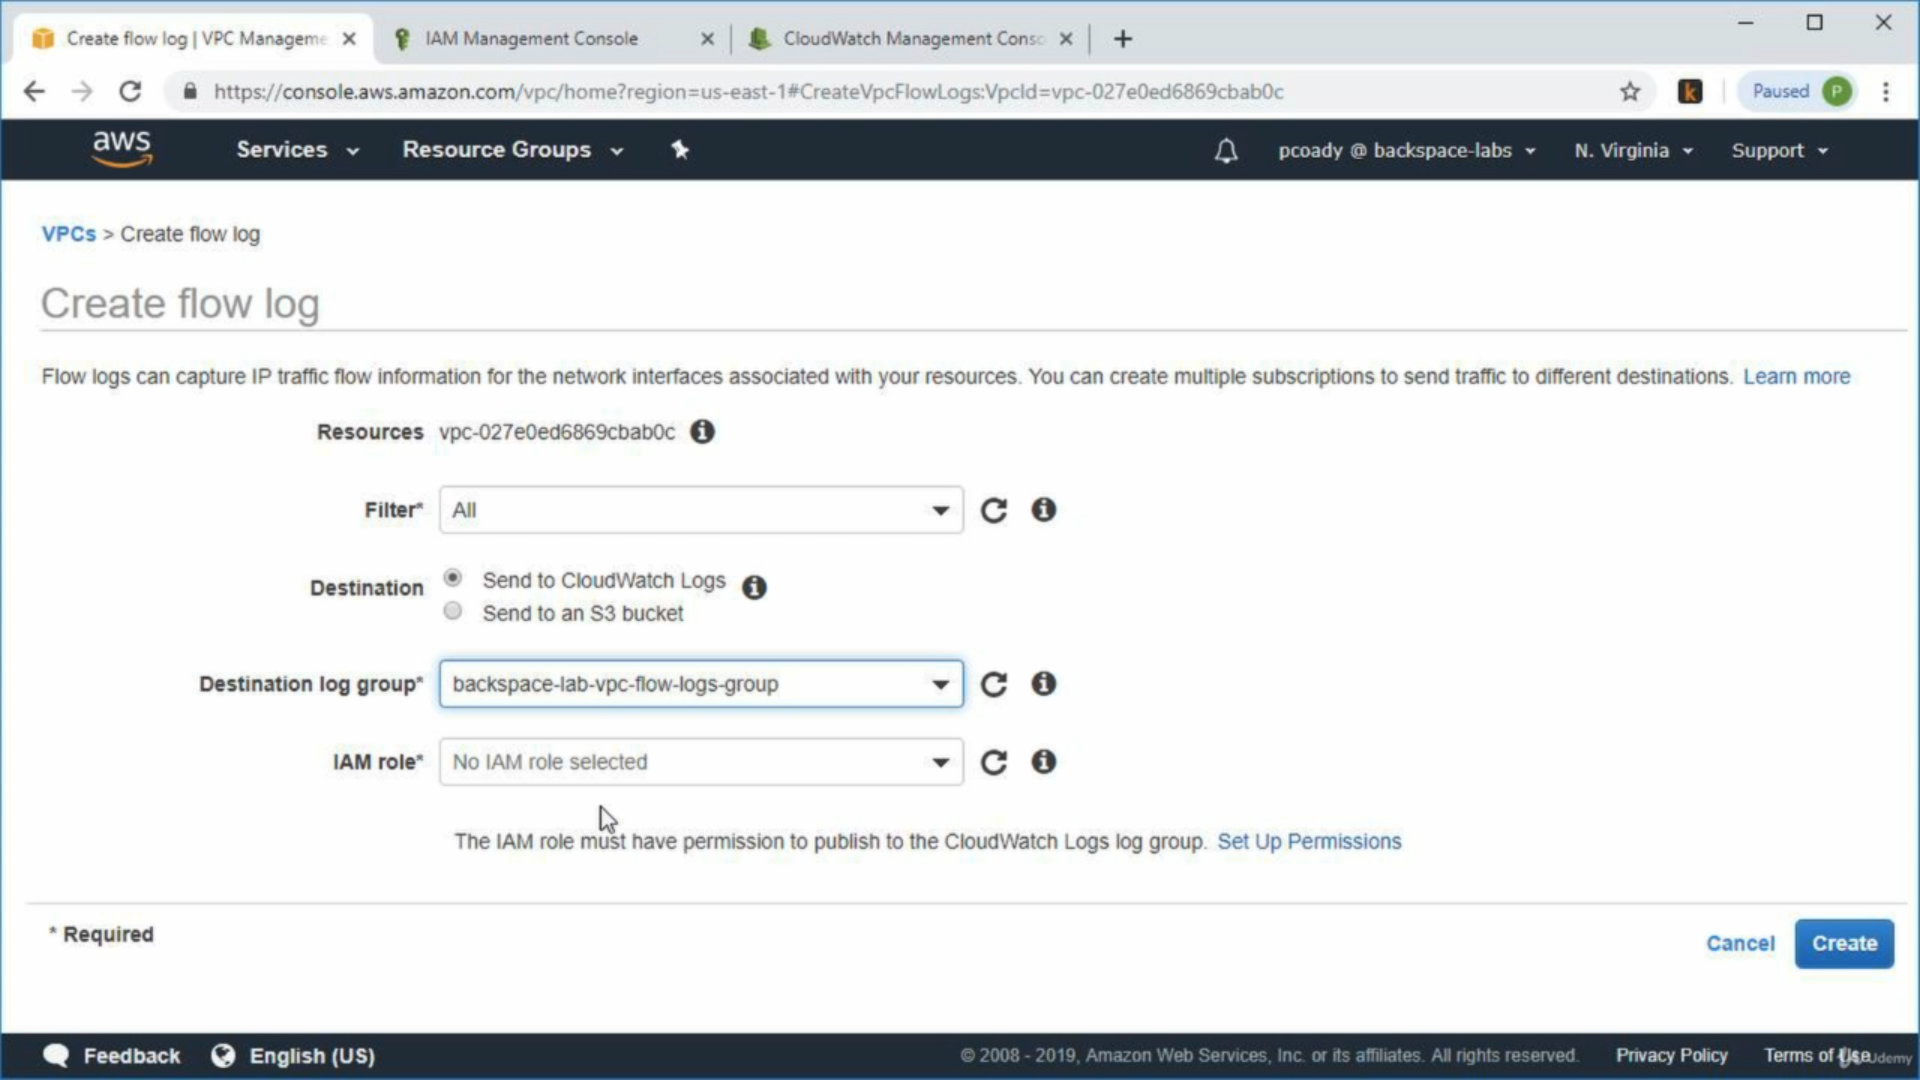 Create flow log | VPC Manageme
IAM Management Console
CloudWatch Management Conso
https://console.aws.amazon.com/vpc/home?region=us-east-1#CreateVpcFlowLogs:VpcId=vpc-027e0ed6869cbab0c
k
Paused P
aws Services Resource Groups pcoady @ backspace-labs N. Virginia Support
VPCs > Create flow log
Create flow log
Flow logs can capture IP traffic flow information for the network interfaces associated with your resources. You can create multiple subscriptions to send traffic to different destinations. Learn more
Resources vpc-027e0ed6869cbab0c
Filter* All
Destination Send to CloudWatch Logs
Send to an S3 bucket
Destination log group* backspace-lab-vpc-flow-logs-group
IAM role* No IAM role selected
The IAM role must have permission to publish to the CloudWatch Logs log group. Set Up Permissions
* Required
Cancel Create
Feedback English (US) © 2008 - 2019, Amazon Web Services, Inc. or its affiliates. All rights reserved. Privacy Policy Terms of Use
Udemy